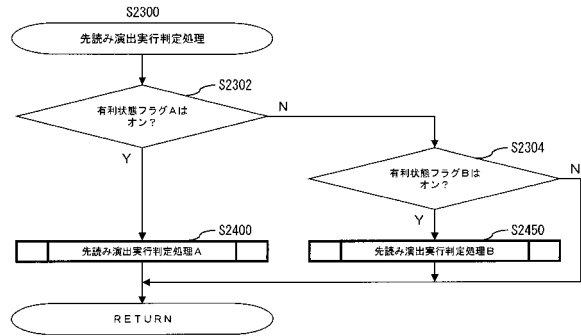 S2300
先読み演出実行判定処理
S2302
有利状態フラグAは
オン？
N
S2304
Y
有利状態フラグBは
オン？
N
Y
S2400
先読み演出実行判定処理A
S2450
先読み演出実行判定処理B
RETURN